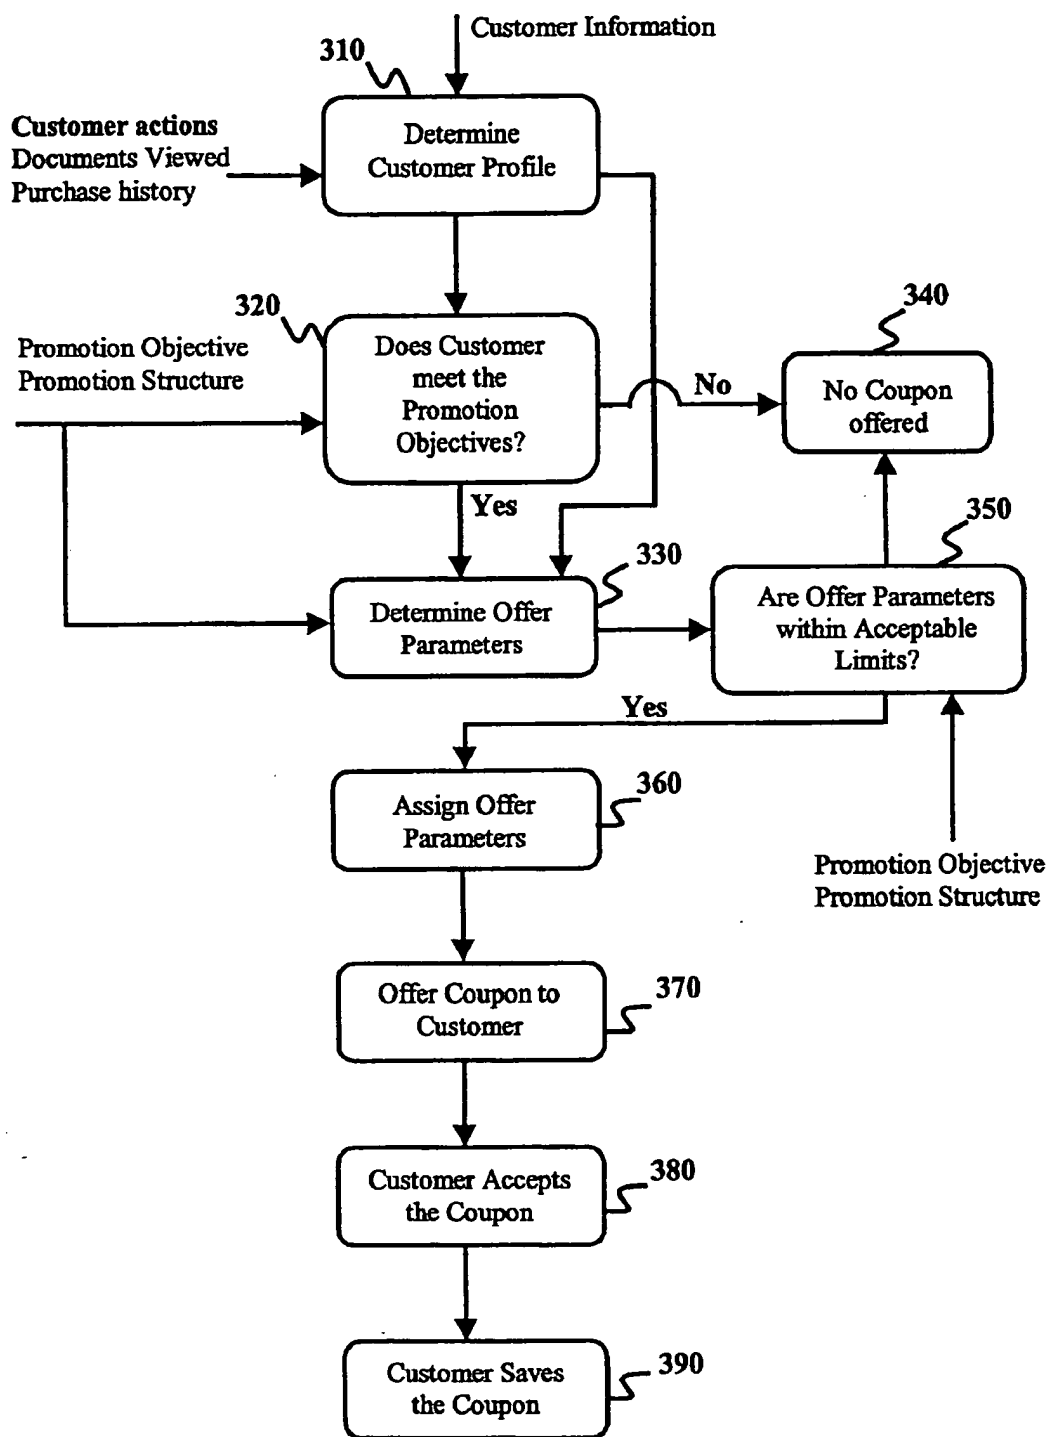 Customer Information
310
Customer actions
Documents Viewed
Purchase history
Determine
Customer Profile
320
Promotion Objective
Promotion Structure
Does Customer
meet the
Promotion
Objectives?
No
340
No Coupon
offered
Yes
330
Determine Offer
Parameters
350
Are Offer Parameters
within Acceptable
Limits?
Yes
Promotion Objective
Promotion Structure
360
Assign Offer
Parameters
370
Offer Coupon to
Customer
380
Customer Accepts
the Coupon
390
Customer Saves
the Coupon